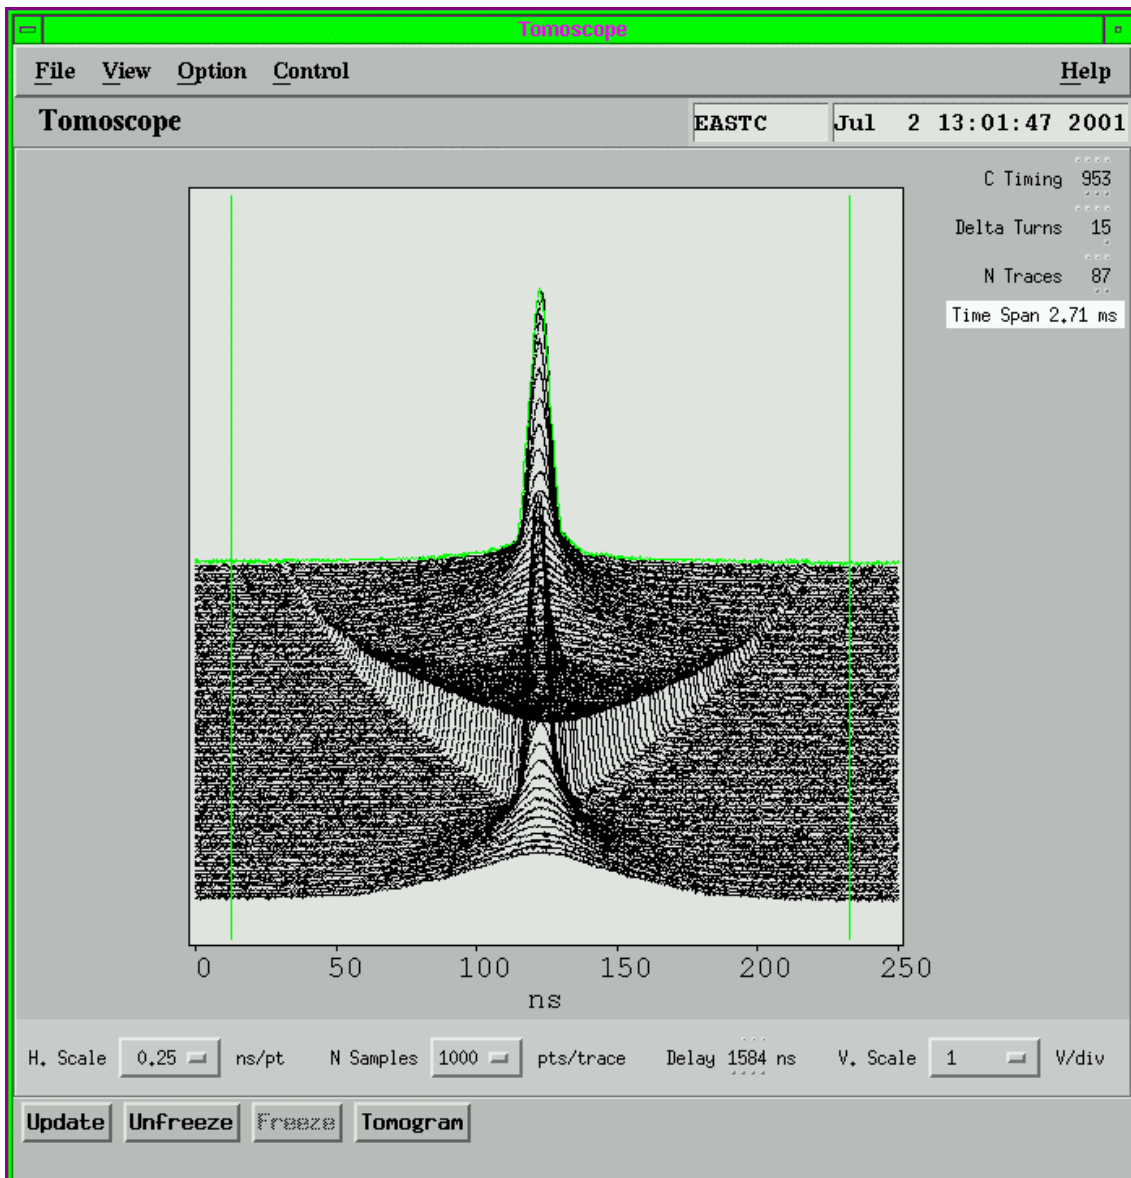 Tomoscope
File View Option Control Help
Tomoscope EASTC Jul 2 13:01:47 2001
C Timing 953
Delta Turns 15
N Traces 87
Time Span 2.71 ms
0 50 100 150 200 250
ns
H. Scale 0.25 ns/pt N Samples 1000 pts/trace Delay 1584 ns V. Scale 1 V/div
Update Unfreeze Freeze Tomogram